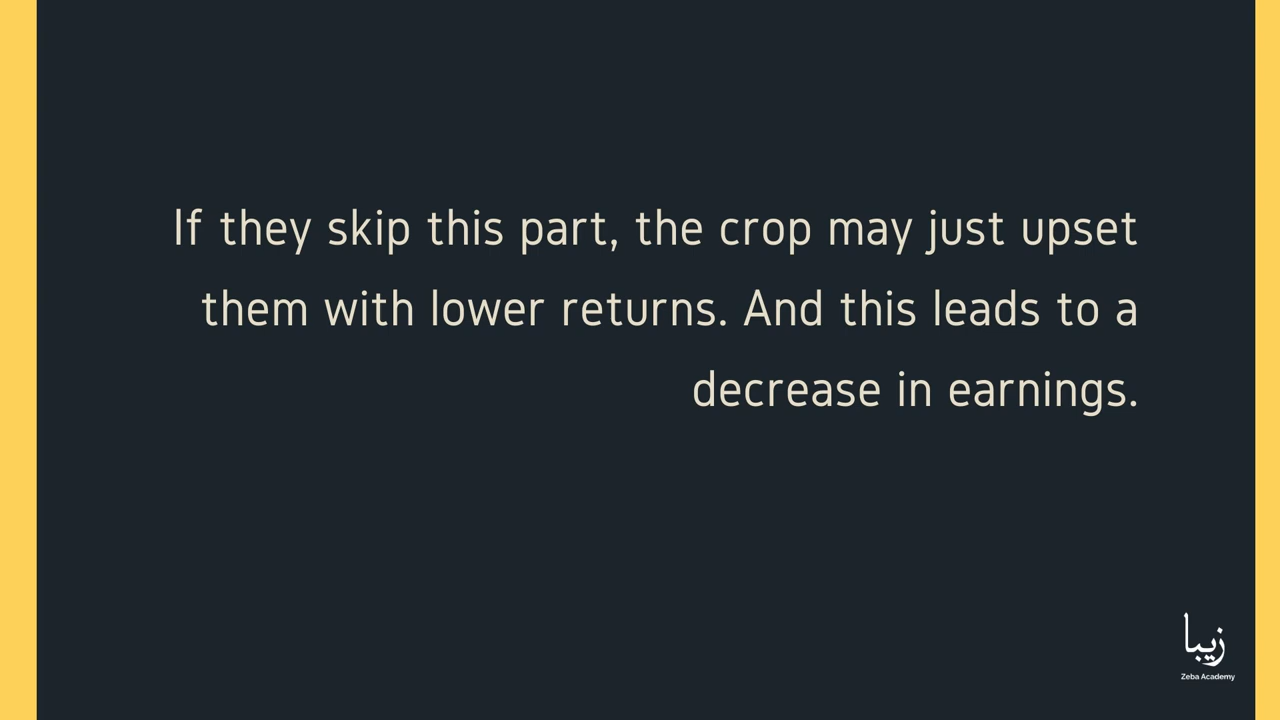 If they skip this part, the crop may just upset
them with lower returns. And this leads to a
decrease in earnings.
زيبا
Zeba Academy